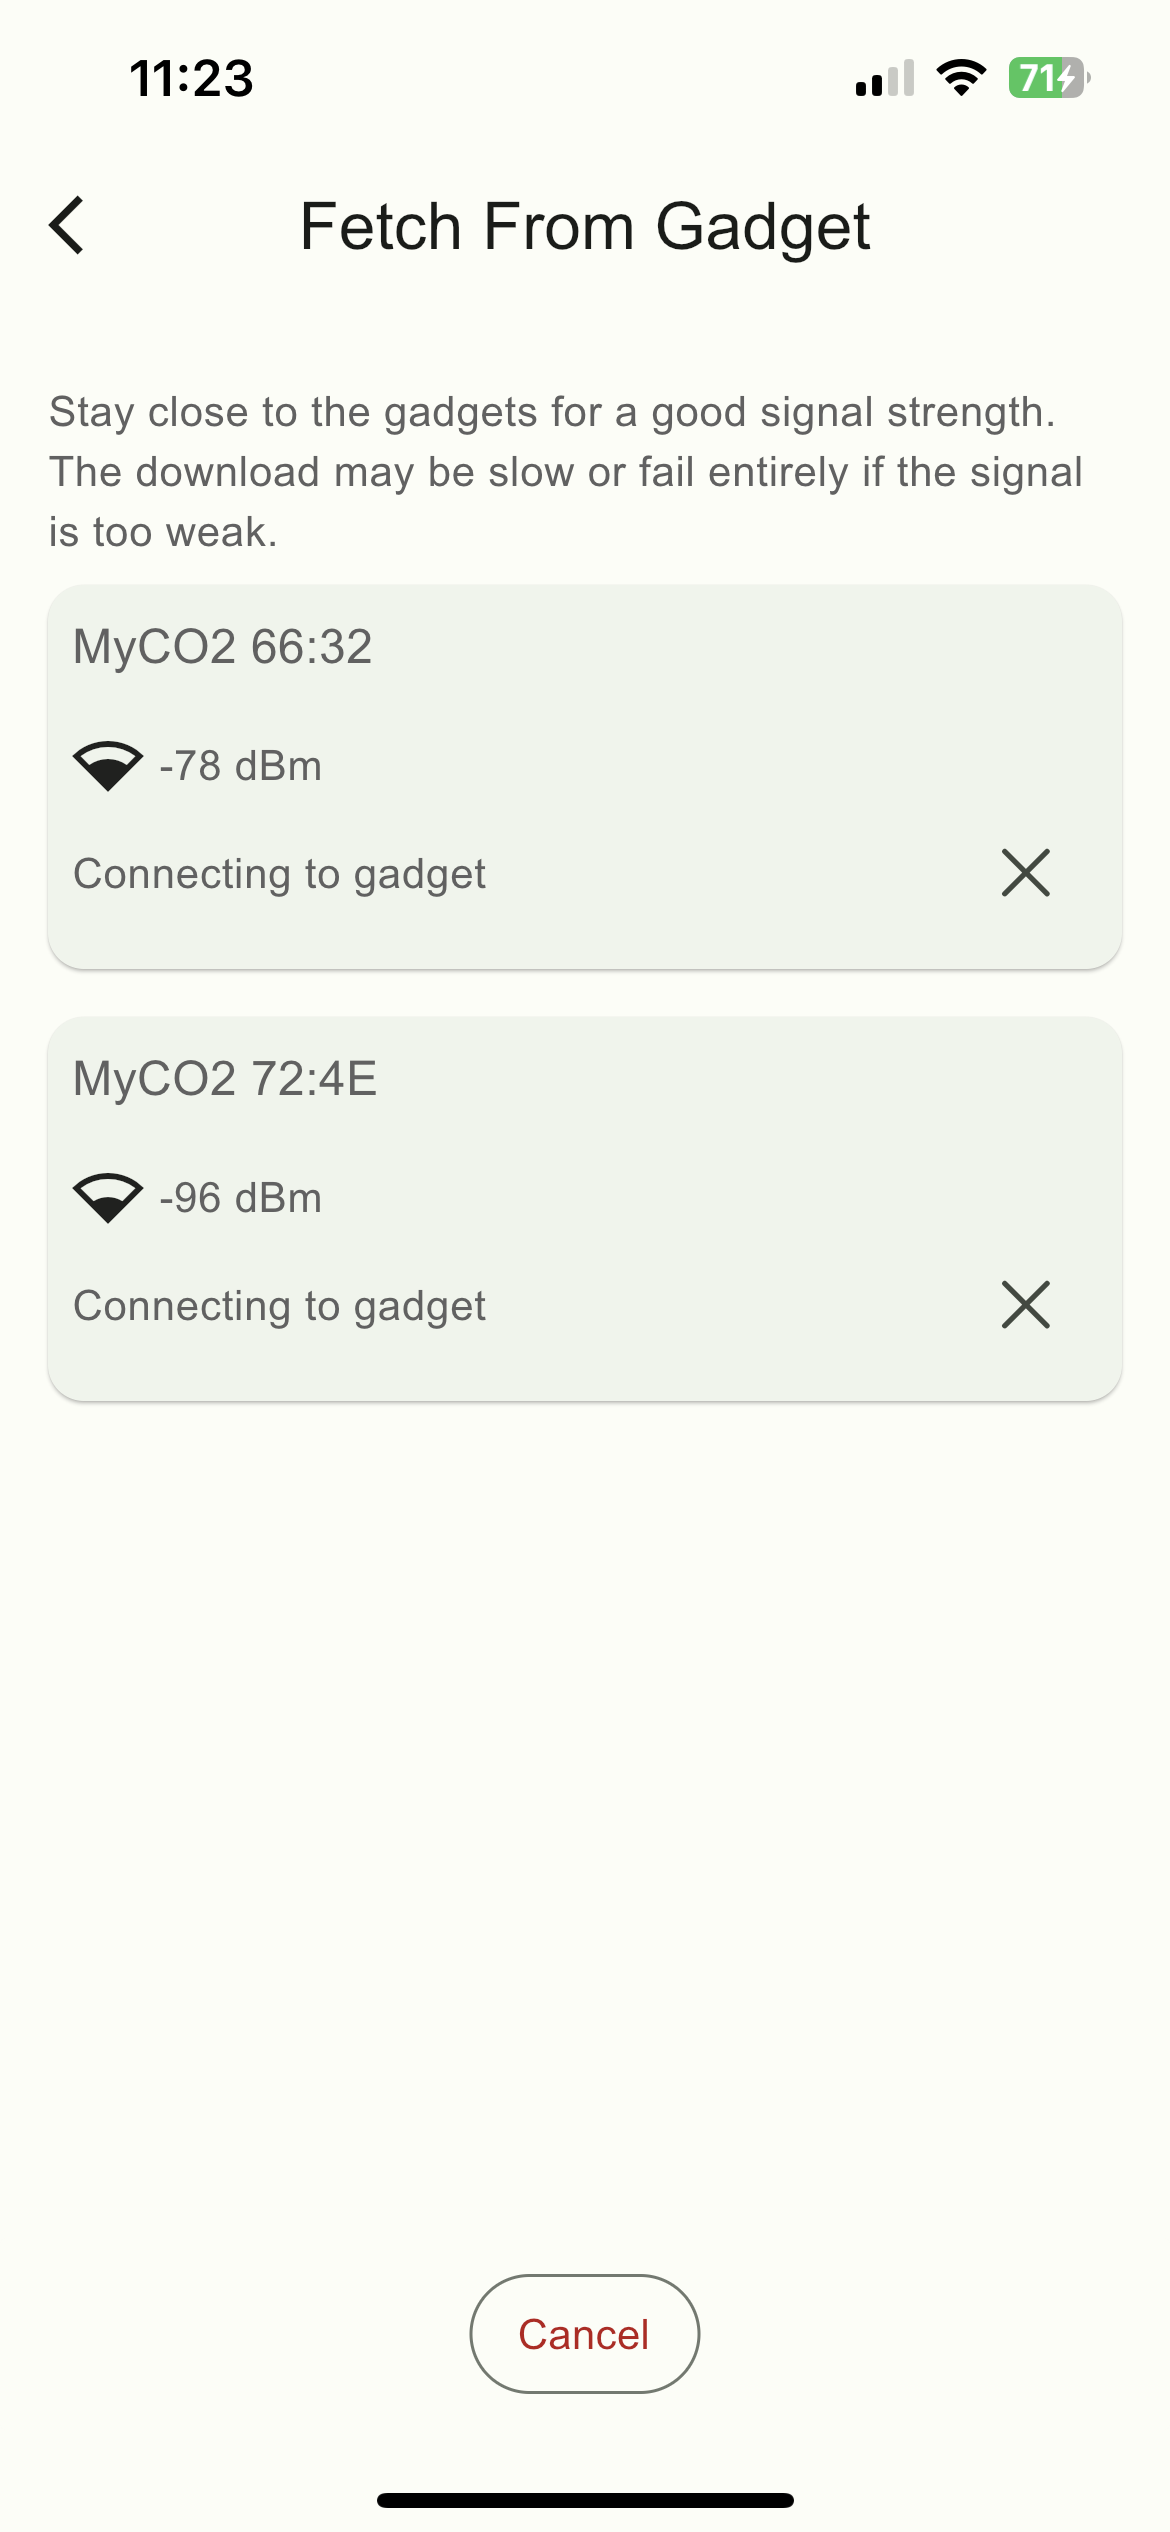 11:23
71
Fetch From Gadget
Stay close to the gadgets for a good signal strength.
The download may be slow or fail entirely if the signal
is too weak.
MyCO2 66:32
-78 dBm
Connecting to gadget
MyCO2 72:4E
-96 dBm
Connecting to gadget
Cancel